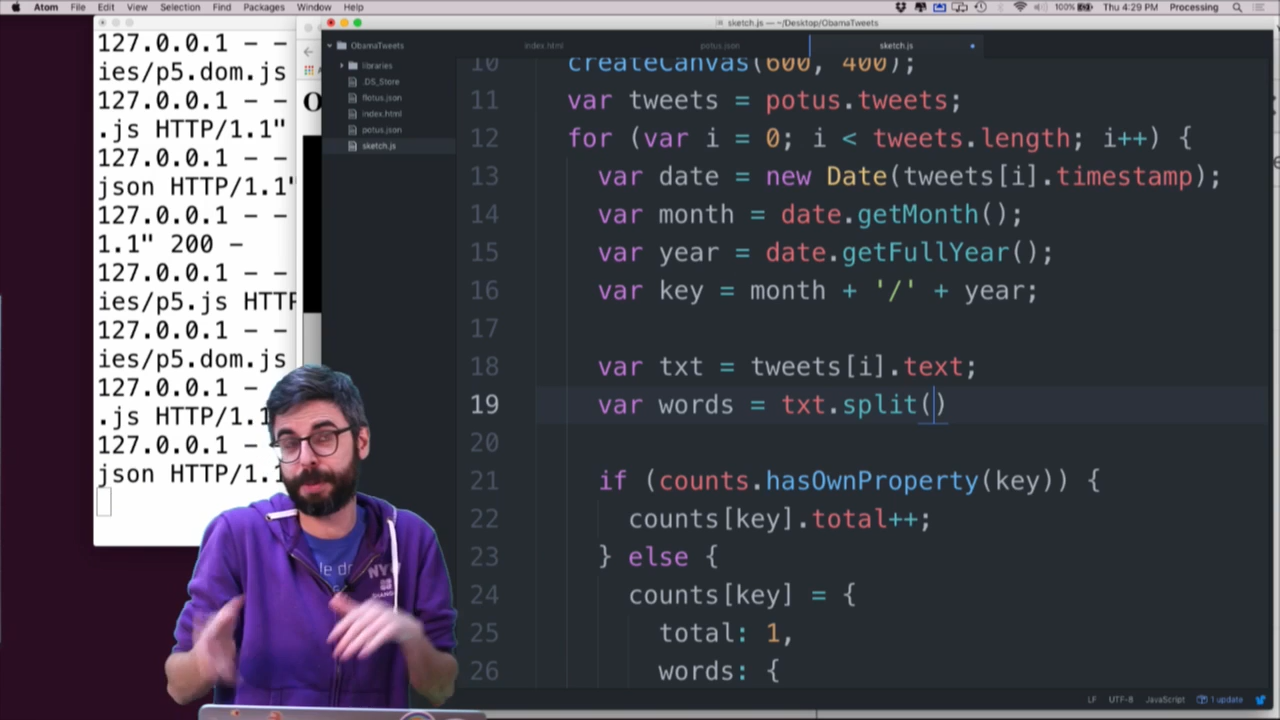 Atom File Edit View Selection Find Packages Window Help
100% Thu 4:29 PM Processing
127.0.0.1 - -
ies/p5.dom.js
127.0.0.1 - -
.js HTTP/1.1"
127.0.0.1 - -
json HTTP/1.1"
127.0.0.1 - -
1.1" 200 -
127.0.0.1 - -
ies/p5.js HTTP
127.0.0.1 - -
ies/p5.dom.js
127.0.0.1 -
.js HTTP/1.1
127.0.0.1 -
json HTTP/1.1
O
sketch.js — ~/Desktop/ObamaTweets
ObamaTweets
libraries
.DS_Store
flotus.json
index.html
potus.json
sketch.js
index.html potus.json sketch.js
10 createCanvas(600, 400);
11 var tweets = potus.tweets;
12 for (var i = 0; i < tweets.length; i++) {
13 var date = new Date(tweets[i].timestamp);
14 var month = date.getMonth();
15 var year = date.getFullYear();
16 var key = month + '/' + year;
17
18 var txt = tweets[i].text;
19 var words = txt.split()
20
21 if (counts.hasOwnProperty(key)) {
22 counts[key].total++;
23 } else {
24 counts[key] = {
25 total: 1,
26 words: {
LF UTF-8 JavaScript 1 update
NYU